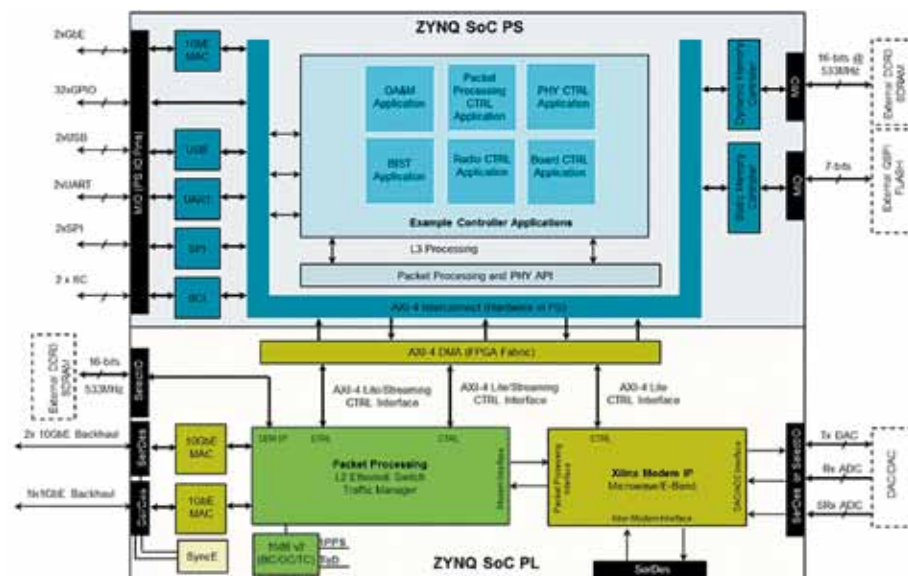 ZYNQ SoC PS
2xGbE
1GbE
MAC
32xGPIO
2xUSB
USB
2xUART
UART
2xSPI
SPI
2 x IIC
MIO (PS IO Pins)
OA&M
Application
Packet
Processing
CTRL
Application
PHY CTRL
Application
BIST
Application
Radio CTRL
Application
Board CTRL
Application
Example Controller Applications
L3 Processing
Packet Processing and PHY API
AXI-4 Interconnect (Hardware in PS)
Dynamic Memory
Controller
MIO
16-bits @
533MHz
External DDR3
SDRAM
Static Memory
Controller
MIO
7-bits
External QSPI
FLASH
AXI-4 DMA (FPGA Fabric)
External DDR3
SDRAM
16-bits
533MHz
SelectIO
AXI-4 Lite/Streaming
CTRL Interface
AXI-4 Lite/Streaming
CTRL Interface
AXI-4 Lite
CTRL Interface
2x 10GbE Backhaul
SerDes
10GbE
MAC
Nx1GbE Backhaul
SerDes
1GbE
MAC
SyncE
CTRL
CTRL
Packet Processing
L2 Ethernet Switch
Traffic Manager
Modem Interface
1588 v2
(BC/OC/TC)
1PPS
ToD
CTRL
Packet Processing
Interface
Xilinx Modem IP
Microwave/E-Band
DAC/ADC Interface
Inter-Modem Interface
SerDes
SerDes or SelectIO
Tx DAC
Rx ADC
SRx ADC
DAC/DAC
ZYNQ SoC PL